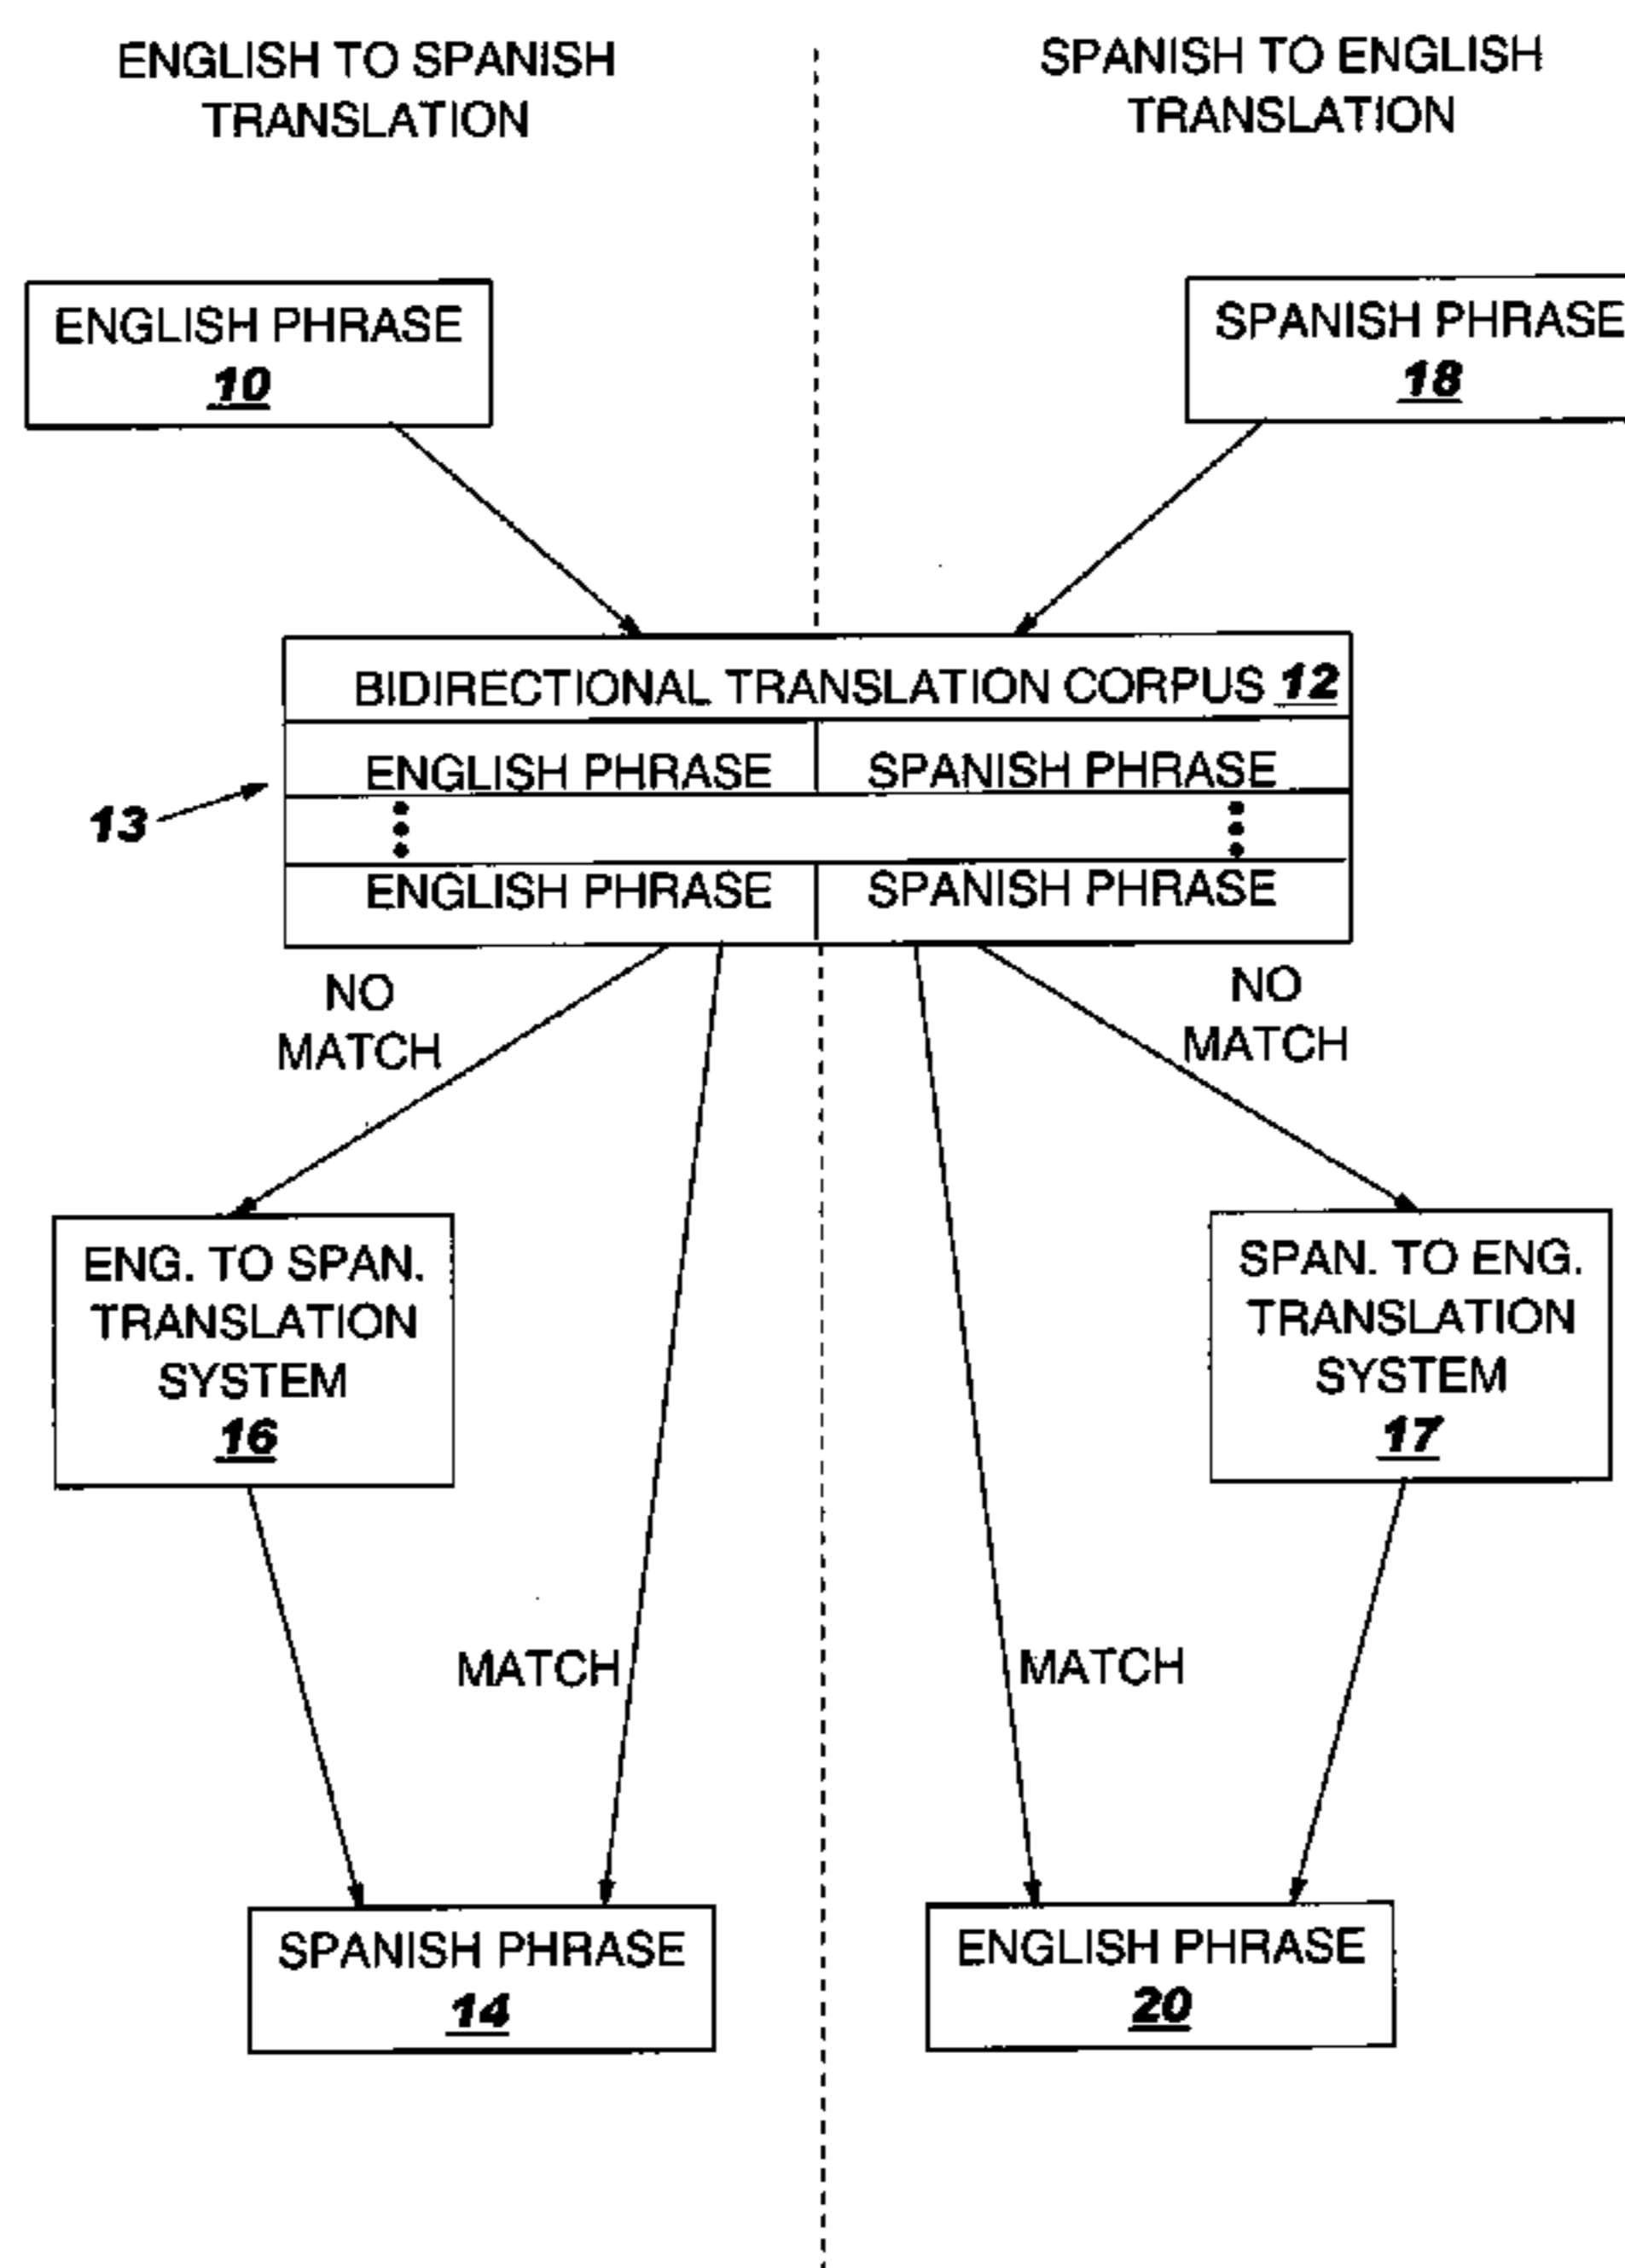 ENGLISH TO SPANISH
TRANSLATION
SPANISH TO ENGLISH
TRANSLATION
ENGLISH PHRASE
10
SPANISH PHRASE
18
BIDIRECTIONAL TRANSLATION CORPUS 12
ENGLISH PHRASE SPANISH PHRASE
13
ENGLISH PHRASE SPANISH PHRASE
NO
MATCH
NO
MATCH
ENG. TO SPAN.
TRANSLATION
SYSTEM
16
SPAN. TO ENG.
TRANSLATION
SYSTEM
17
MATCH
MATCH
SPANISH PHRASE
14
ENGLISH PHRASE
20